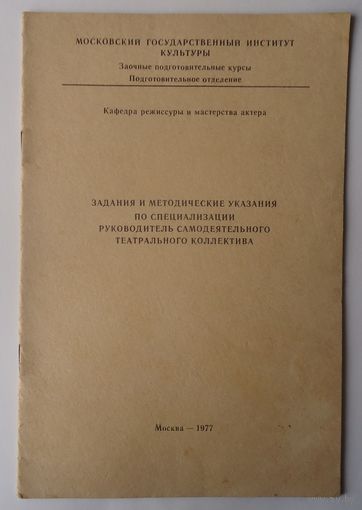 МОСКОВСКИЙ ГОСУДАРСТВЕННЫЙ ИНСТИТУТ
КУЛЬТУРЫ
Заочные подготовительные курсы
Подготовительное отделение
Кафедра режиссуры и мастерства актера
ЗАДАНИЯ И МЕТОДИЧЕСКИЕ УКАЗАНИЯ
ПО СПЕЦИАЛИЗАЦИИ
РУКОВОДИТЕЛЬ САМОДЕЯТЕЛЬНОГО
ТЕАТРАЛЬНОГО КОЛЛЕКТИВА
Москва — 1977